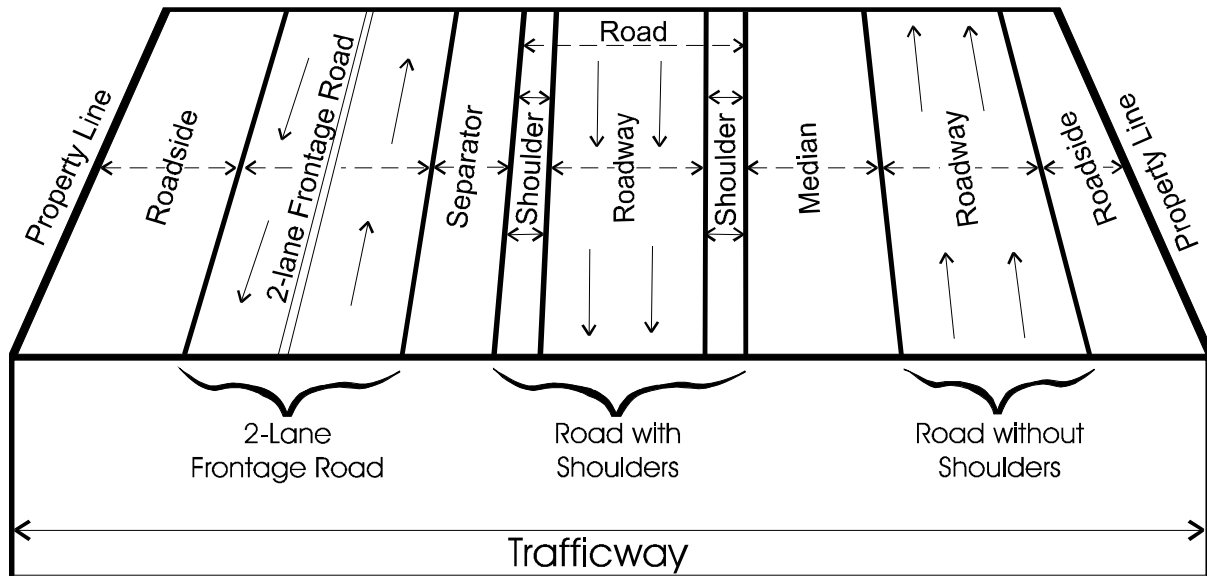 Road
Property Line
Roadside
2-lane Frontage Road
Separator
Shoulder
Roadway
Shoulder
Median
Roadway
Roadside
Property Line
2-Lane
Frontage Road
Road with
Shoulders
Road without
Shoulders
Trafficway